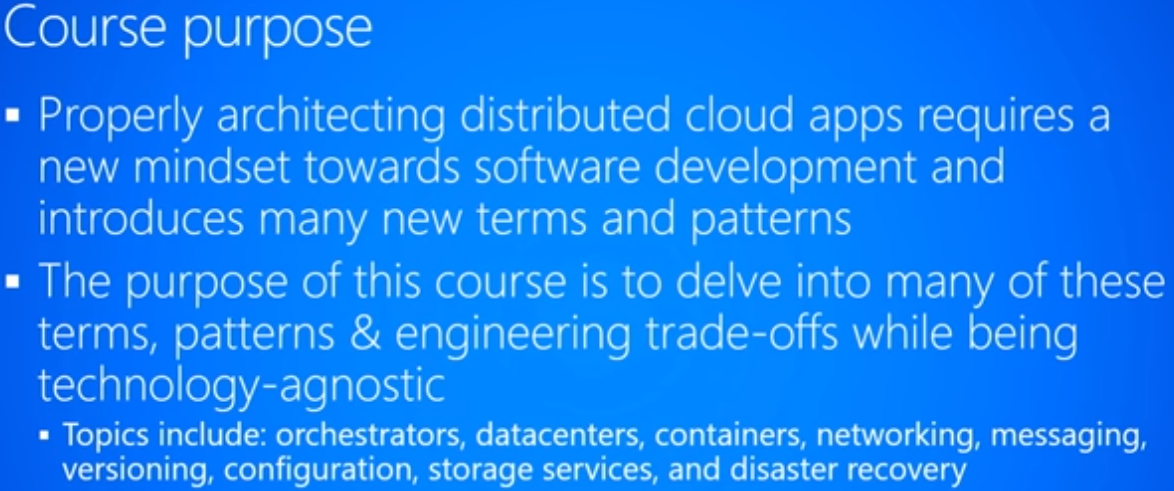 Course purpose
▪ Properly architecting distributed cloud apps requires a
new mindset towards software development and
introduces many new terms and patterns
▪ The purpose of this course is to delve into many of these
terms, patterns & engineering trade-offs while being
technology-agnostic
▪ Topics include: orchestrators, datacenters, containers, networking, messaging,
versioning, configuration, storage services, and disaster recovery